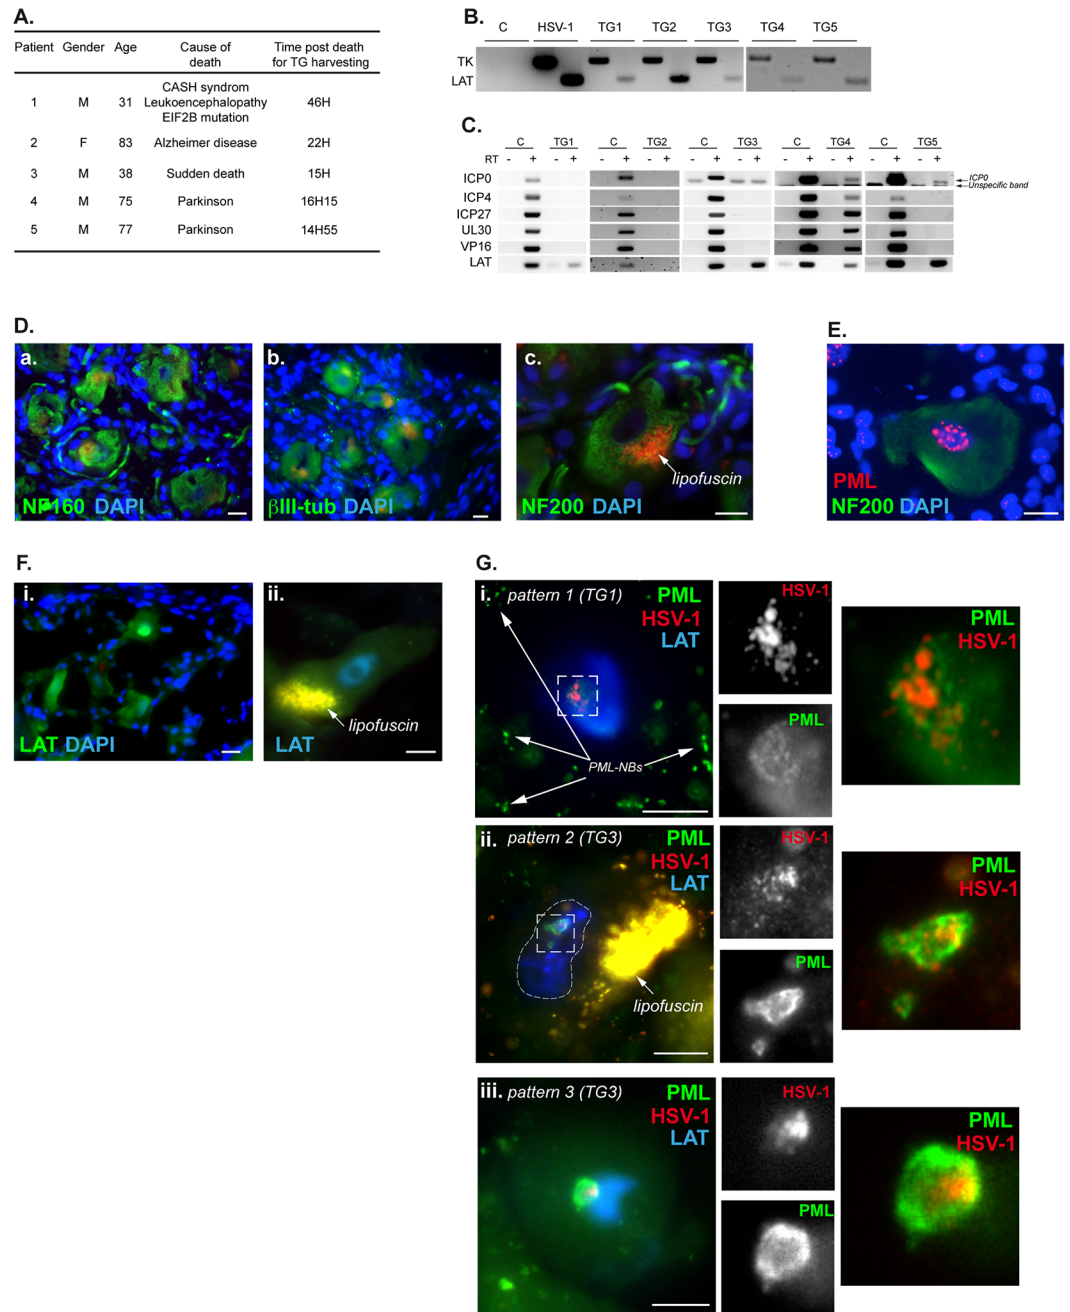 A.
Patient Gender Age Cause of death Time post death for TG harvesting
1 M 31 CASH syndrom Leukoencephalopathy EIF2B mutation 46H
2 F 83 Alzheimer disease 22H
3 M 38 Sudden death 15H
4 M 75 Parkinson 16H15
5 M 77 Parkinson 14H55
B.
C HSV-1 TG1 TG2 TG3 TG4 TG5
TK
LAT
C.
C TG1 C TG2 C TG3 C TG4 C TG5
RT - + - + - + - + - + - + - + - + - + - +
ICP0
ICP0
Unspecific band
ICP4
ICP27
UL30
VP16
LAT
D.
a.
NF160 DAPI
b.
βIII-tub DAPI
c.
lipofuscin
NF200 DAPI
E.
PML
NF200 DAPI
F.
i.
LAT DAPI
ii.
lipofuscin
LAT
G.
i. pattern 1 (TG1) PML
HSV-1
LAT
PML-NBs
HSV-1
PML
PML
HSV-1
ii. pattern 2 (TG3) PML
HSV-1
LAT
lipofuscin
HSV-1
PML
PML
HSV-1
iii. pattern 3 (TG3) PML
HSV-1
LAT
HSV-1
PML
PML
HSV-1